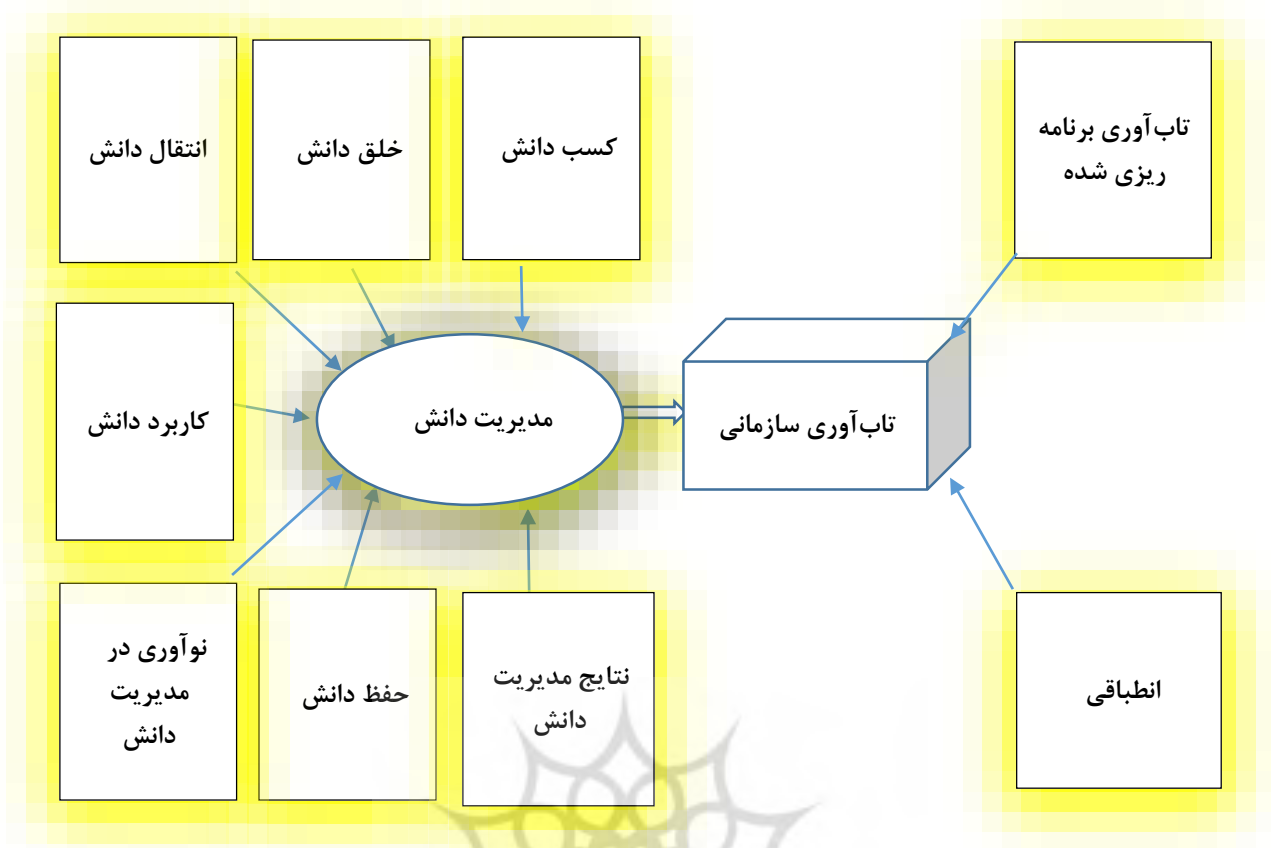 کسب دانش
خلق دانش
انتقال دانش
تاب‌آوری برنامه
ریزی شده
کاربرد دانش
مدیریت دانش
تاب‌آوری سازمانی
نوآوری در
مدیریت
دانش
حفظ دانش
نتایج مدیریت
دانش
انطباقی